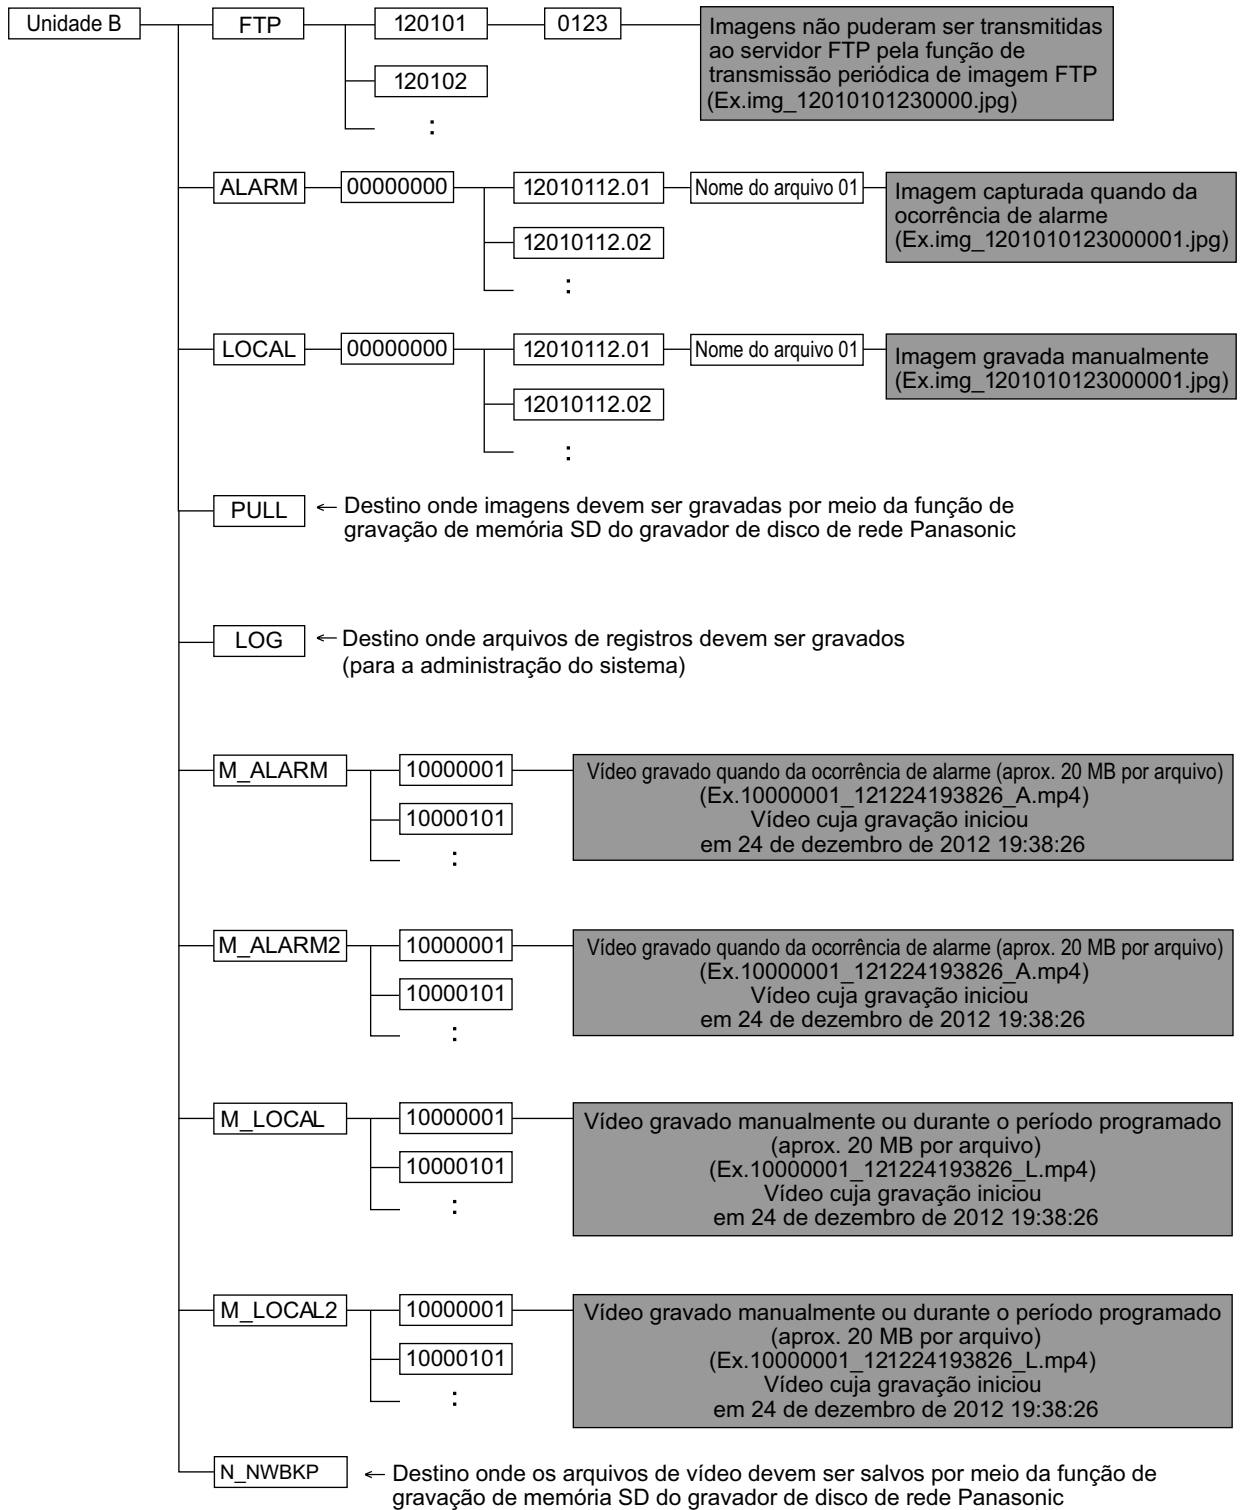 Unidade B
FTP
120101
0123
Imagens não puderam ser transmitidas
ao servidor FTP pela função de
transmissão periódica de imagem FTP
(Ex.img_12010101230000.jpg)
120102
:
ALARM
00000000
12010112.01
Nome do arquivo 01
Imagem capturada quando da
ocorrência de alarme
(Ex.img_1201010123000001.jpg)
12010112.02
:
LOCAL
00000000
12010112.01
Nome do arquivo 01
Imagem gravada manualmente
(Ex.img_1201010123000001.jpg)
12010112.02
:
PULL
← Destino onde imagens devem ser gravadas por meio da função de
gravação de memória SD do gravador de disco de rede Panasonic
LOG
← Destino onde arquivos de registros devem ser gravados
(para a administração do sistema)
M_ALARM
10000001
Vídeo gravado quando da ocorrência de alarme (aprox. 20 MB por arquivo)
(Ex.10000001_121224193826_A.mp4)
Vídeo cuja gravação iniciou
em 24 de dezembro de 2012 19:38:26
10000101
:
M_ALARM2
10000001
Vídeo gravado quando da ocorrência de alarme (aprox. 20 MB por arquivo)
(Ex.10000001_121224193826_A.mp4)
Vídeo cuja gravação iniciou
em 24 de dezembro de 2012 19:38:26
10000101
:
M_LOCAL
10000001
Vídeo gravado manualmente ou durante o período programado
(aprox. 20 MB por arquivo)
(Ex.10000001_121224193826_L.mp4)
Vídeo cuja gravação iniciou
em 24 de dezembro de 2012 19:38:26
10000101
:
M_LOCAL2
10000001
Vídeo gravado manualmente ou durante o período programado
(aprox. 20 MB por arquivo)
(Ex.10000001_121224193826_L.mp4)
Vídeo cuja gravação iniciou
em 24 de dezembro de 2012 19:38:26
10000101
:
N_NWBKP
← Destino onde os arquivos de vídeo devem ser salvos por meio da função de
gravação de memória SD do gravador de disco de rede Panasonic